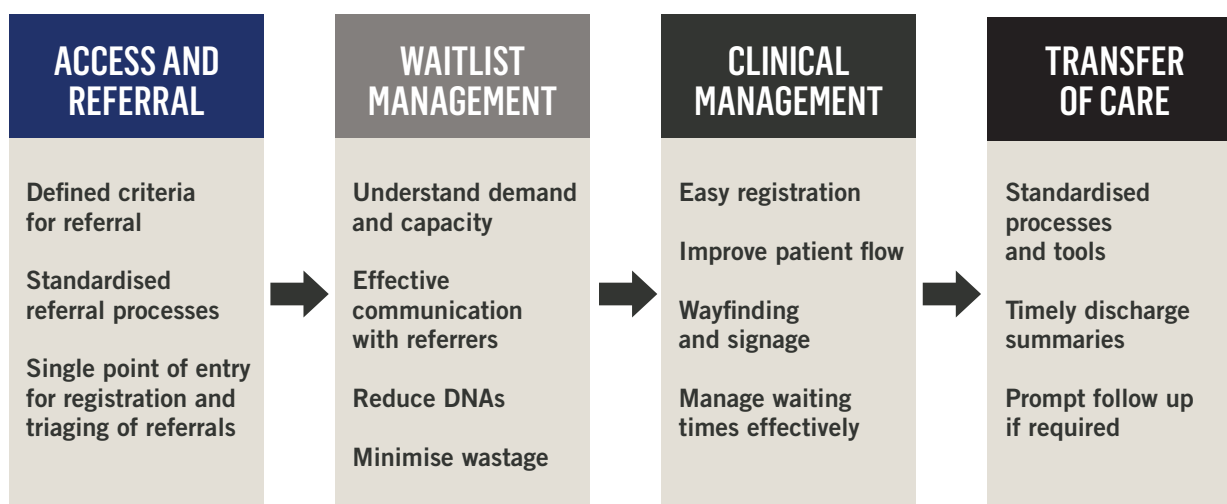 ACCESS AND
REFERRAL
Defined criteria
for referral
Standardised
referral processes
Single point of entry
for registration and
triaging of referrals
WAITLIST
MANAGEMENT
Understand demand
and capacity
Effective
communication
with referrers
Reduce DNAs
Minimise wastage
CLINICAL
MANAGEMENT
Easy registration
Improve patient flow
Wayfinding
and signage
Manage waiting
times effectively
TRANSFER
OF CARE
Standardised
processes
and tools
Timely discharge
summaries
Prompt follow up
if required